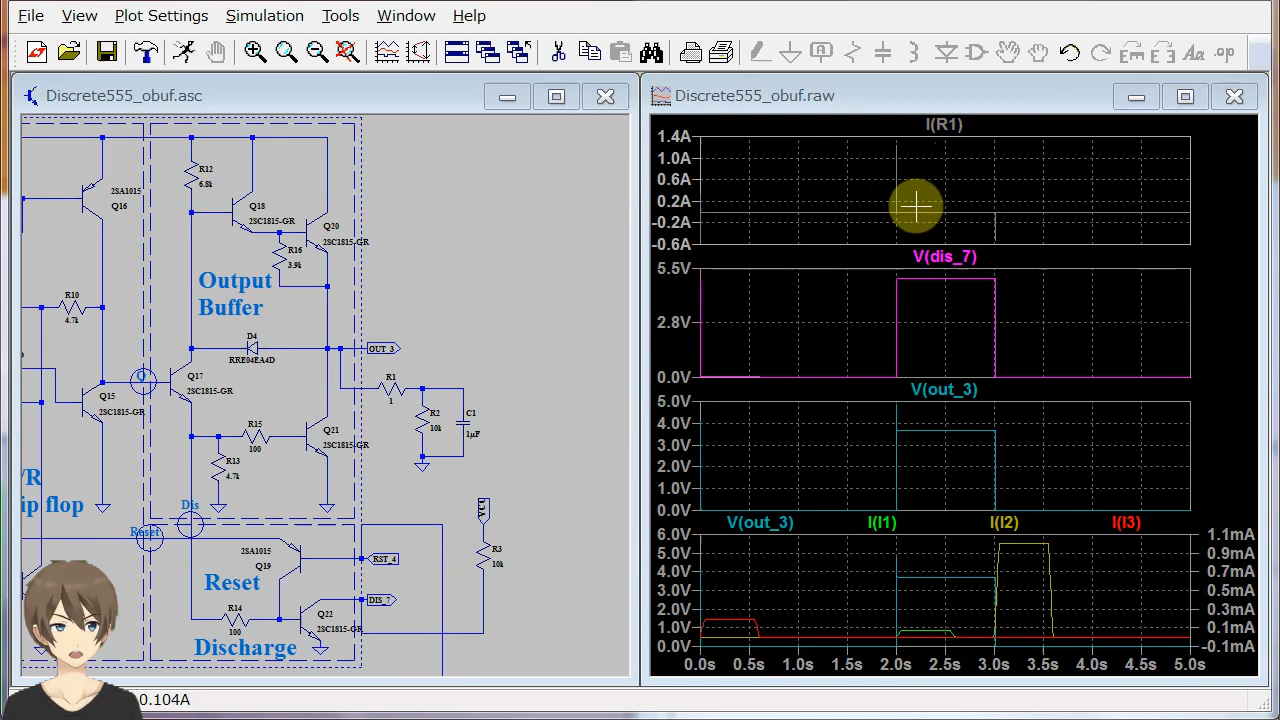 File View Plot Settings Simulation Tools Window Help
Discrete555_obuf.asc
R12
6.8k
2SA1015
Q16
Q18
2SC1815-GR
Q20
2SC1815-GR
R16
3.9k
Output
Buffer
R10
4.7k
D4
RRE04EA4D
OUT_3
Q
Q17
2SC1815-GR
R1
1
Q15
2SC1815-GR
R2
10k
C1
1µF
R15
100
Q21
2SC1815-GR
R13
4.7k
/R
ip flop
Dis
Reset
VCC
2SA1015
Q19
RST_4
R3
10k
Reset
DIS_7
R14
100
Q22
2SC1815-GR
Discharge
0.104A
Discrete555_obuf.raw
I(R1)
1.4A
1.0A
0.6A
0.2A
-0.2A
-0.6A
V(dis_7)
5.5V
2.8V
0.0V
V(out_3)
5.0V
4.0V
3.0V
2.0V
1.0V
0.0V
V(out_3) I(I1) I(I2) I(I3)
6.0V 1.1mA
5.0V 0.9mA
4.0V 0.7mA
3.0V 0.5mA
2.0V 0.3mA
1.0V 0.1mA
0.0V -0.1mA
0.0s 0.5s 1.0s 1.5s 2.0s 2.5s 3.0s 3.5s 4.0s 4.5s 5.0s